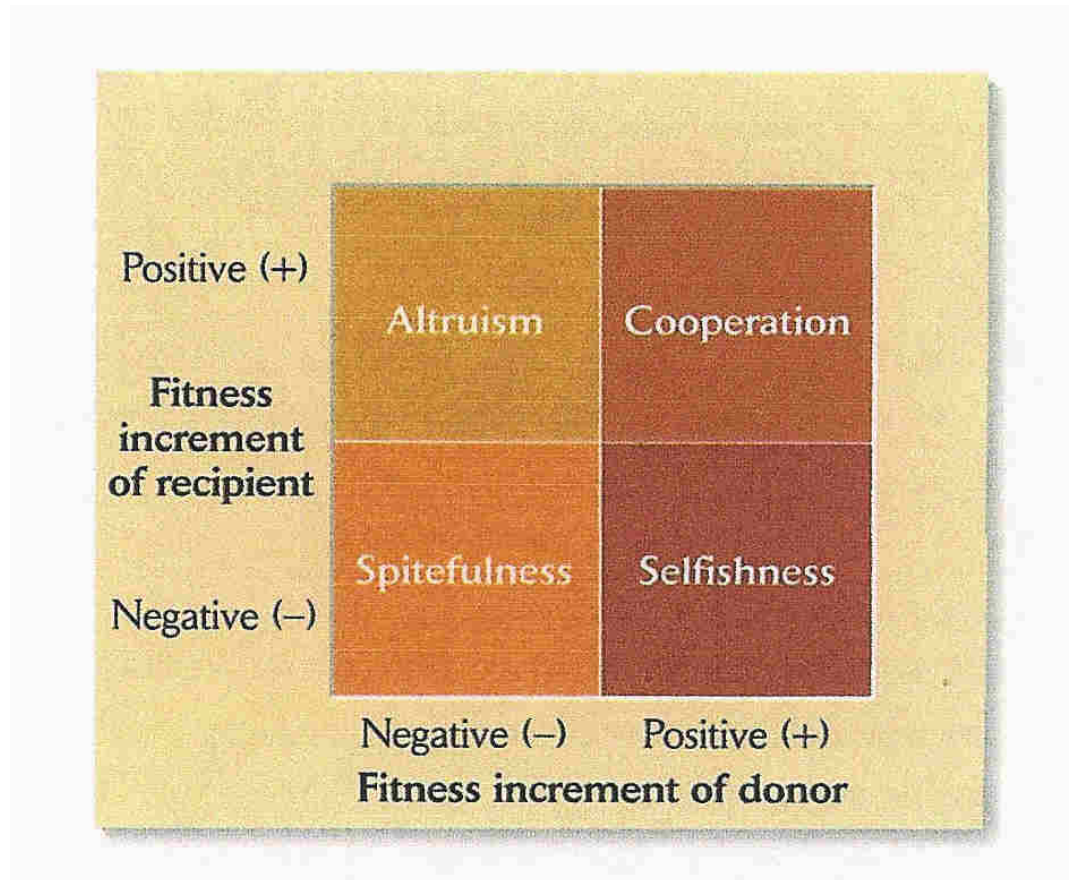 Positive (+)
Altruism
Cooperation
Fitness
increment
of recipient
Spitefulness
Selfishness
Negative (–)
Negative (–)
Positive (+)
Fitness increment of donor